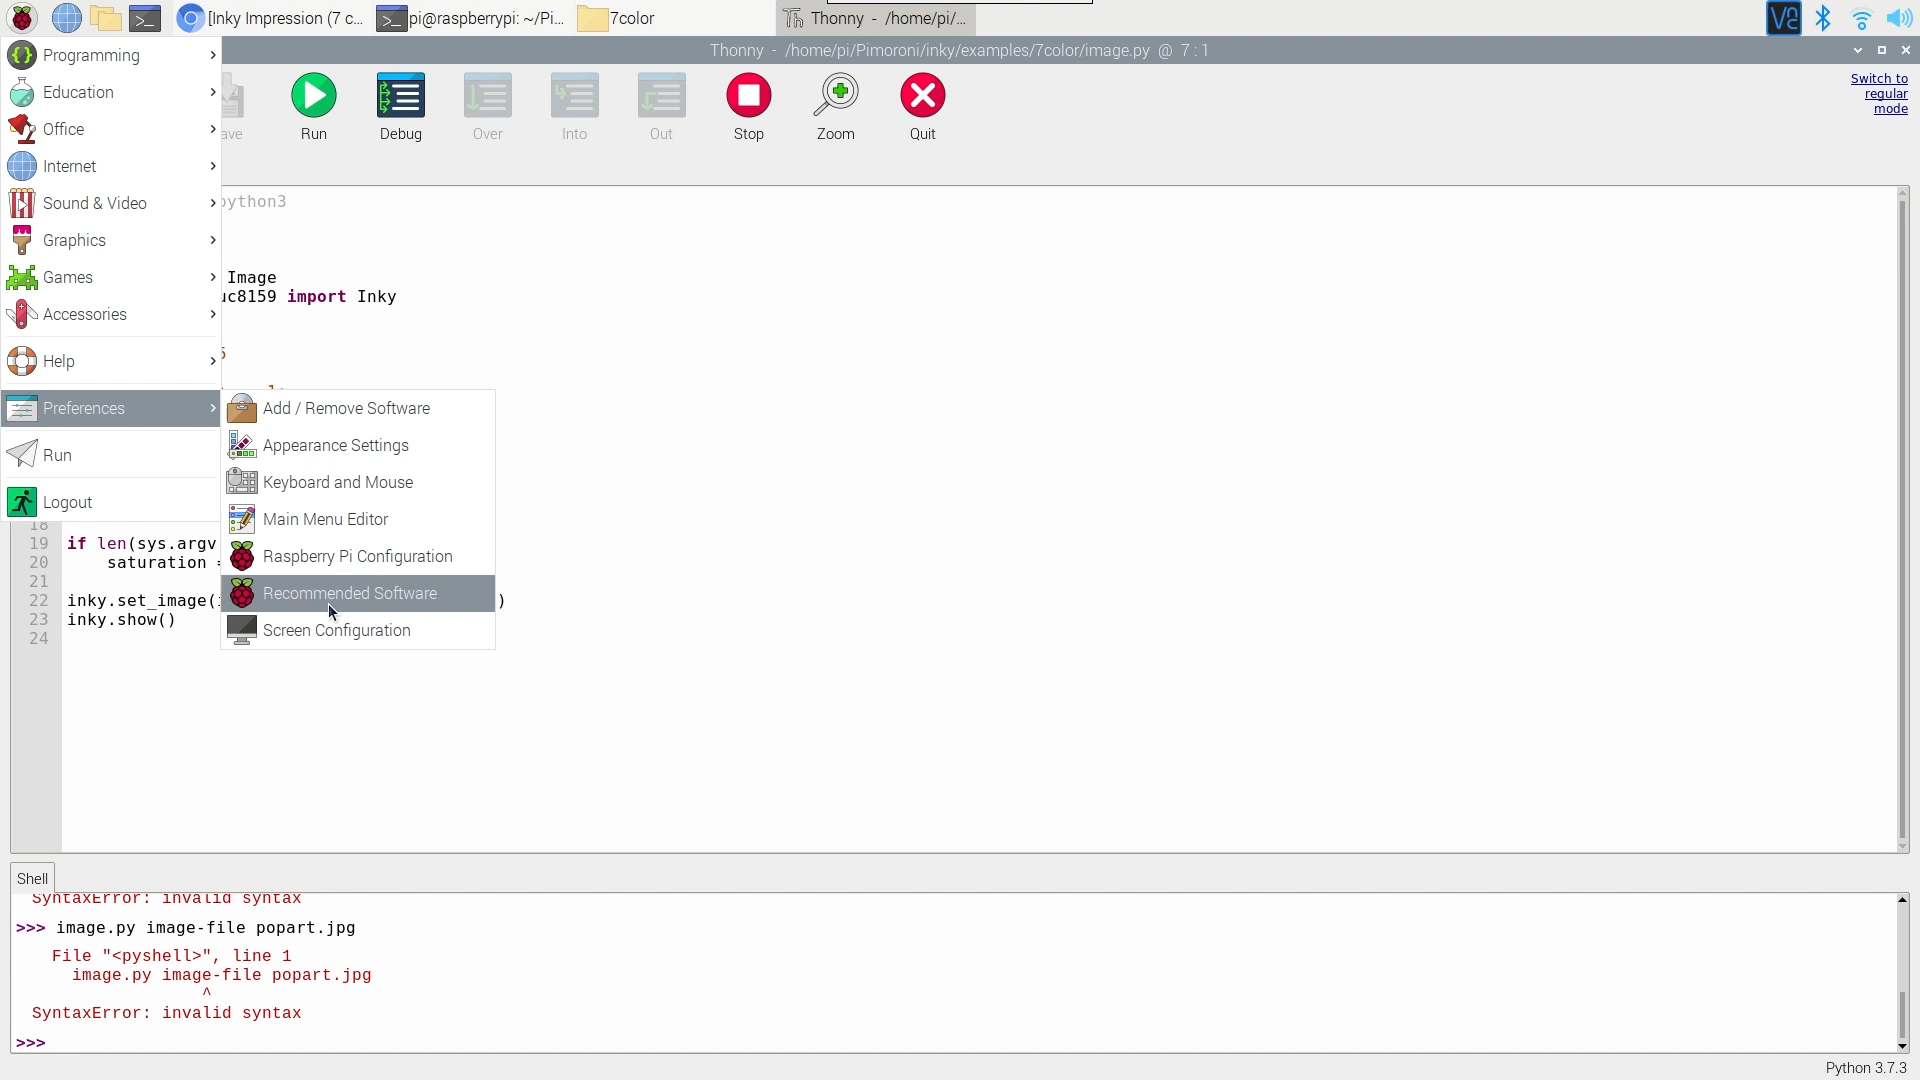 [Inky Impression (7 c...
pi@raspberrypi: ~/Pi...
7color
Thonny - /home/pi/...
Thonny - /home/pi/Pimoroni/inky/examples/7color/image.py @ 7 : 1
Switch to
regular
mode
Run
Debug
Over
Into
Out
Stop
Zoom
Quit
Programming
Education
Office
Internet
Sound & Video
Graphics
Games
Accessories
Help
Preferences
Run
Logout
Add / Remove Software
Appearance Settings
Keyboard and Mouse
Main Menu Editor
Raspberry Pi Configuration
Recommended Software
Screen Configuration
ython3
Image
uc8159 import Inky
18
19 if len(sys.argv
20 saturation =
21
22 inky.set_image( )
23 inky.show()
24
Shell
SyntaxError: invalid syntax
>>> image.py image-file popart.jpg
File "<pyshell>", line 1
image.py image-file popart.jpg
^
SyntaxError: invalid syntax
>>>
Python 3.7.3